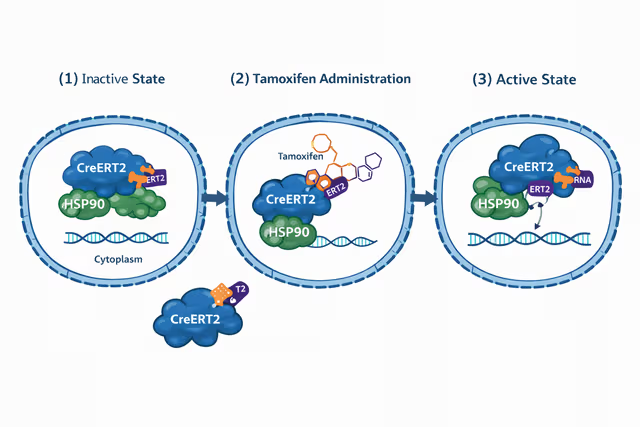 (1) Inactive State
(2) Tamoxifen Administration
(3) Active State
CreERT2
ERT2
HSP90
Cytoplasm
Tamoxifen
CreERT2
ERT2
HSP90
CreERT2
RNA
ERT2
HSP90
T2
CreERT2